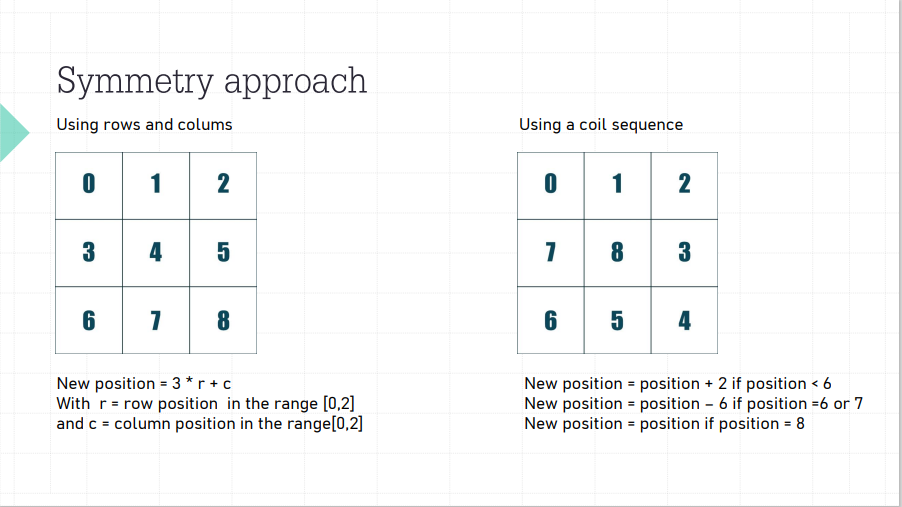 Symmetry approach
Using rows and colums
0 1 2
3 4 5
6 7 8
New position = 3 * r + c
With r = row position in the range [0,2]
and c = column position in the range[0,2]
Using a coil sequence
0 1 2
7 8 3
6 5 4
New position = position + 2 if position < 6
New position = position – 6 if position =6 or 7
New position = position if position = 8